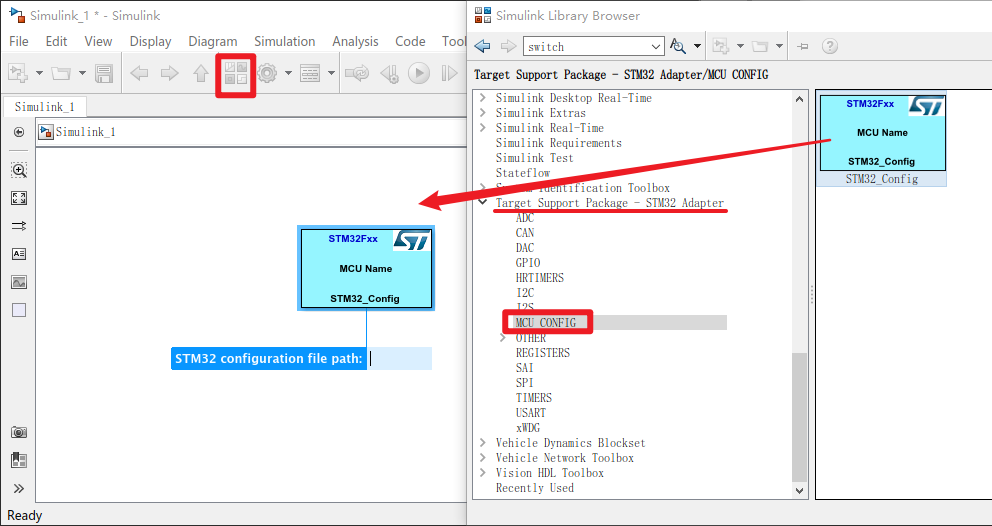 Simulink_1 * - Simulink
File Edit View Display Diagram Simulation Analysis Code
Simulink_1
Simulink_1
STM32Fxx
MCU Name
STM32_Config
STM32 configuration file path:
Ready
Simulink Library Browser
switch
Target Support Package - STM32 Adapter/MCU CONFIG
Simulink Desktop Real-Time
Simulink Extras
Simulink Real-Time
Simulink Requirements
Simulink Test
Stateflow
System Identification Toolbox
Target Support Package - STM32 Adapter
ADC
CAN
DAC
GPIO
HRTIMERS
I2C
I2S
MCU CONFIG
OTHER
REGISTERS
SAI
SPI
TIMERS
USART
xWDG
Vehicle Dynamics Blockset
Vehicle Network Toolbox
Vision HDL Toolbox
Recently Used
STM32Fxx
MCU Name
STM32_Config
STM32_Config